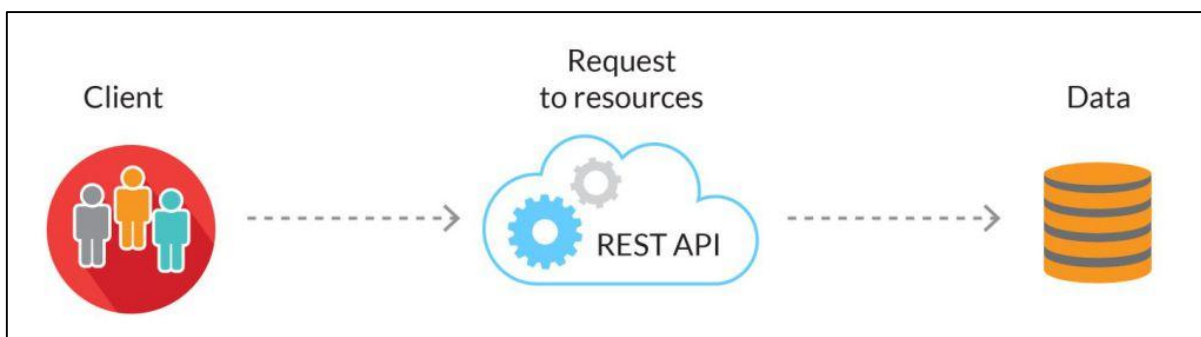 Client
Request
to resources
REST API
Data